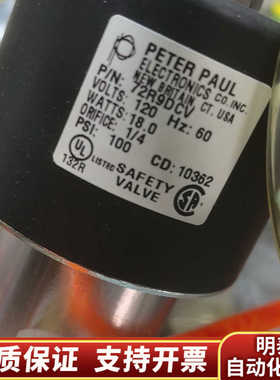 PETER PAUL
ELECTRONICS CO. INC.
NEW BRITAIN CT. USA
P/N: 72R9DCV
VOLTS: 120 Hz: 60
WATTS: 18.0
ORIFICE: 1/4
PSI: 100 CD: 10362
UL LISTED SAFETY
132R VALVE
SA
质保证 支持开票
自动化